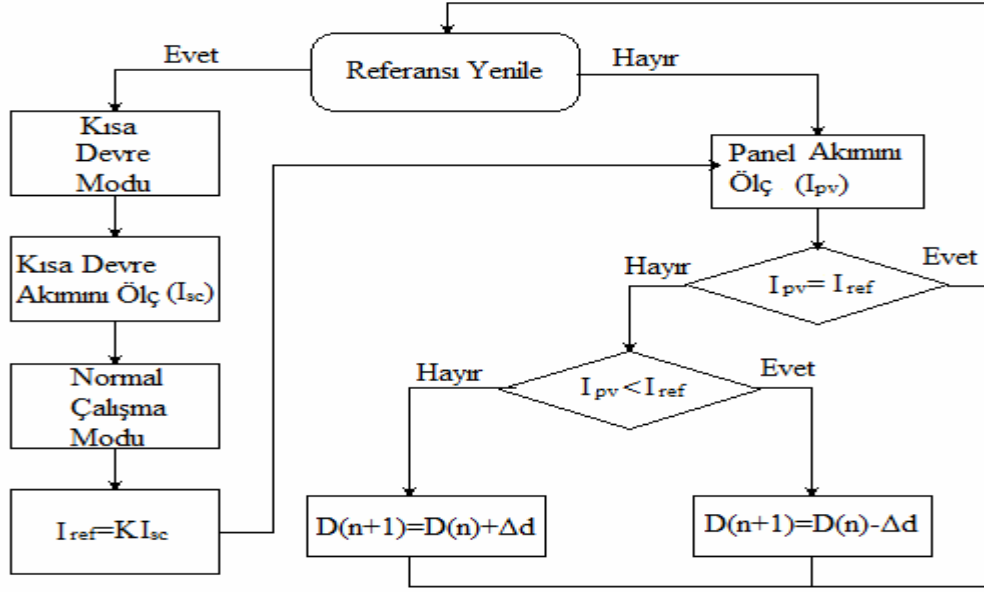 Referansı Yenile
Evet
Hayır
Kısa
Devre
Modu
Panel Akımını
Ölç (Ipv)
Kısa Devre
Akımını Ölç (Isc)
Hayır
Evet
Ipv= Iref
Normal
Çalışma
Modu
Hayır
Evet
Ipv<Iref
Iref=KIsc
D(n+1)=D(n)+Δd
D(n+1)=D(n)-Δd